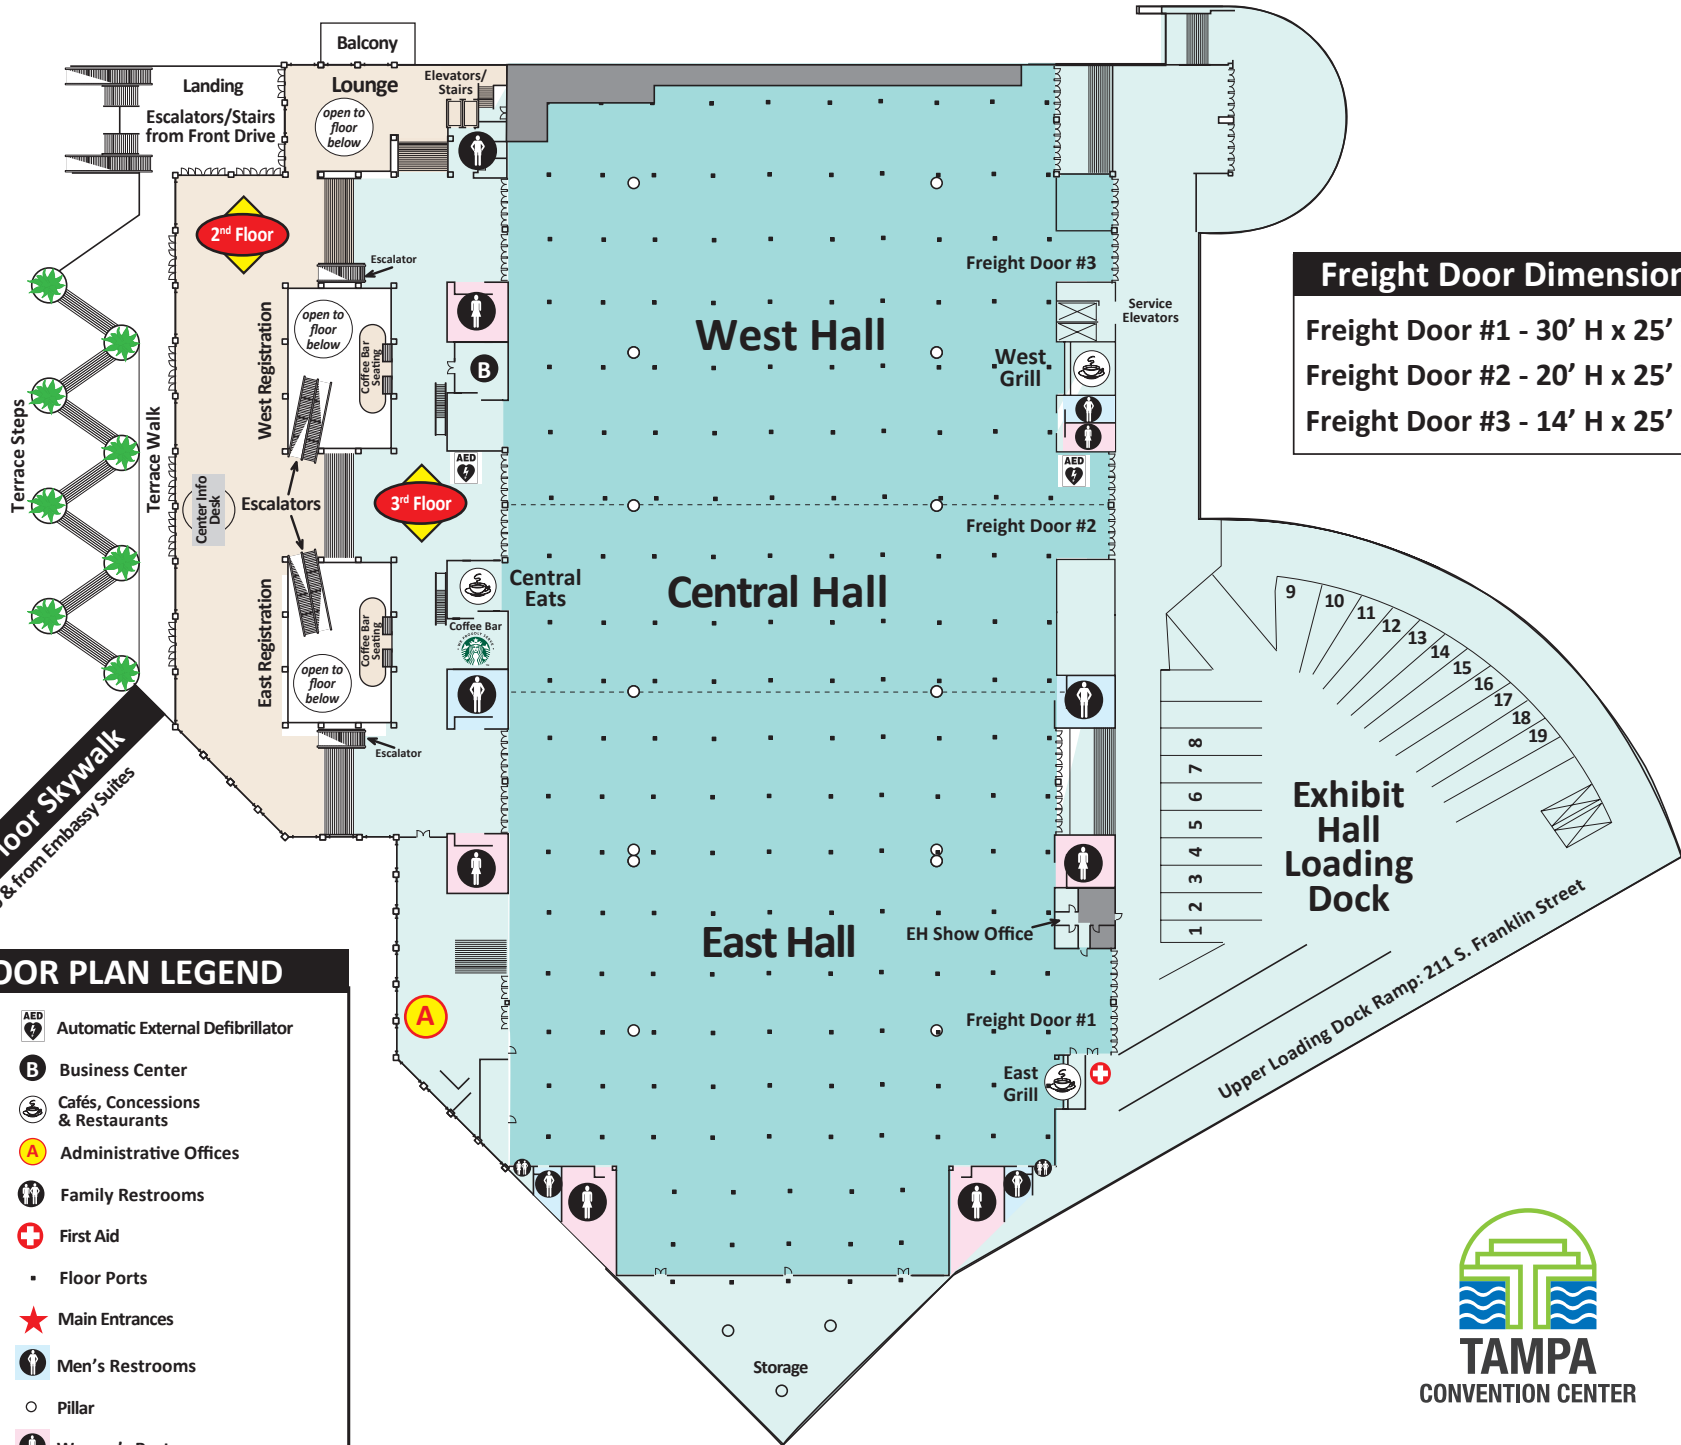 Balcony
Landing
Lounge
Elevators/
Stairs
Escalators/Stairs
from Front Drive
open to
floor
below
2nd Floor
Escalator
Freight Door #3
Freight Door Dimension
Freight Door #1 - 30’ H x 25’
Freight Door #2 - 20’ H x 25’
Freight Door #3 - 14’ H x 25’
Service
Elevators
West Registration
open to
floor
below
Coffee Bar
Seating
West Hall
West
Grill
B
Terrace Steps
Terrace Walk
AED
AED
Center Info
Desk
Escalators
3rd Floor
Freight Door #2
Central
Eats
Central Hall
East Registration
Coffee Bar
Seating
open to
floor
below
Coffee Bar
Escalator
9
10
11
12
13
14
15
16
17
18
19
8
7
6
5
4
3
2
1
Exhibit
Hall
Loading
Dock
loor Skywalk
& from Embassy Suites
East Hall
EH Show Office
A
Freight Door #1
East
Grill
Upper Loading Dock Ramp: 211 S. Franklin Street
Storage
OOR PLAN LEGEND
AED
Automatic External Defibrillator
B
Business Center
Cafés, Concessions
& Restaurants
A
Administrative Offices
Family Restrooms
First Aid
Floor Ports
Main Entrances
Men’s Restrooms
Pillar
TAMPA
CONVENTION CENTER